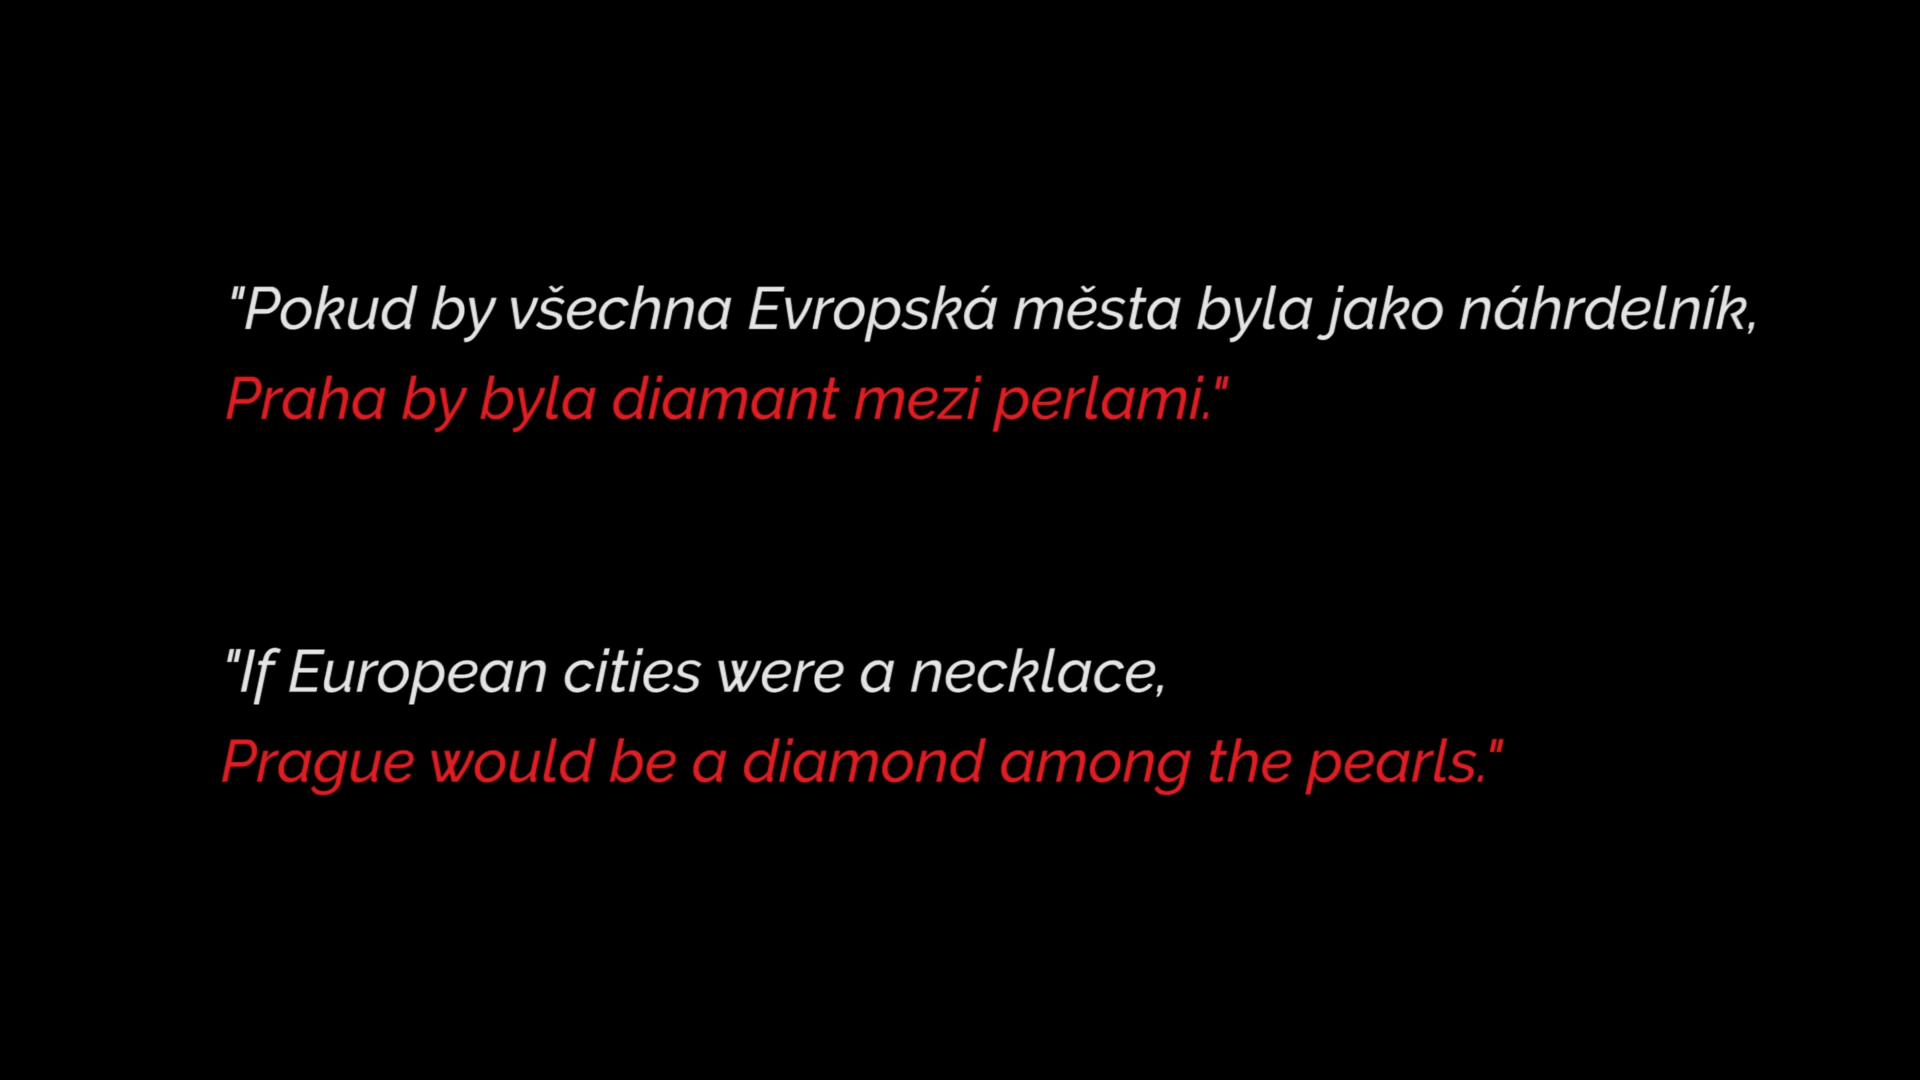 "Pokud by všechna Evropská města byla jako náhrdelník,
Praha by byla diamant mezi perlami."
"If European cities were a necklace,
Prague would be a diamond among the pearls."